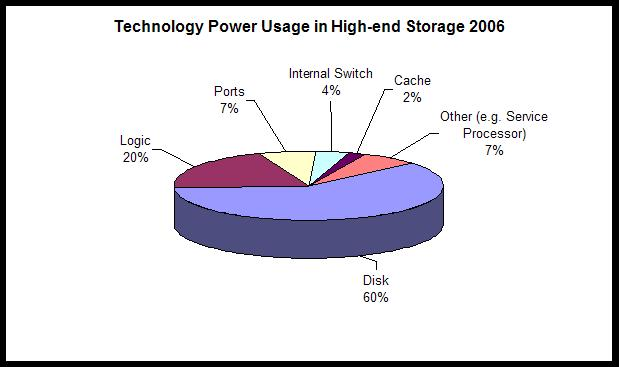 Technology Power Usage in High-end Storage 2006
Internal Switch
4%
Cache
2%
Ports
7%
Other (e.g. Service
Processor)
7%
Logic
20%
Disk
60%